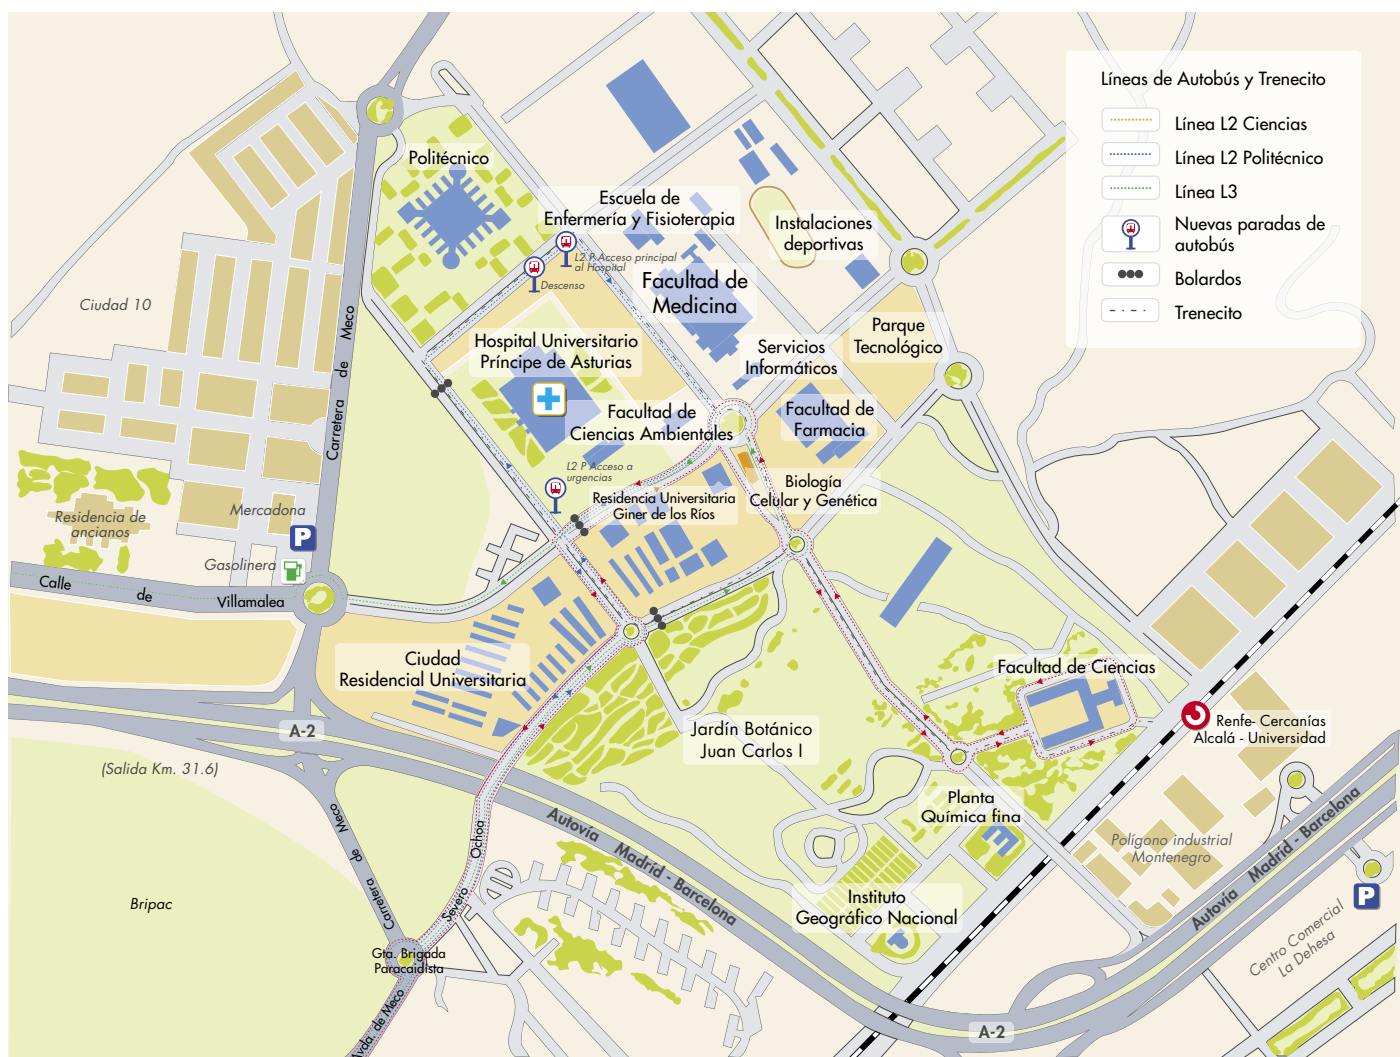 Líneas de Autobús y Trenecito
Línea L2 Ciencias
Línea L2 Politécnico
Línea L3
Nuevas paradas de
autobús
Bolardos
Trenecito
Politécnico
Escuela de
Enfermería y Fisioterapia
L2 P Acceso principal
al Hospital
Descenso
Instalaciones
deportivas
Facultad de
Medicina
Ciudad 10
Carretera de Meco
Hospital Universitario
Príncipe de Asturias
Servicios
Informáticos
Parque
Tecnológico
Facultad de
Ciencias Ambientales
Facultad de
Farmacia
L2 P Acceso a
urgencias
Residencia Universitaria
Giner de los Ríos
Biología
Celular y Genética
Mercadona
P
Residencia de
ancianos
Gasolinera
Calle de Villamalea
Ciudad
Residencial Universitaria
Facultad de Ciencias
A-2
Jardín Botánico
Juan Carlos I
Renfe- Cercanías
Alcalá - Universidad
(Salida Km. 31.6)
Carretera de Meco
Severo Ochoa
Autovía Madríd - Barcelona
Planta
Química fina
Polígono industrial
Montenegro
Autovía Madríd - Barcelona
P
Instituto
Geográfico Nacional
Bripac
Gta. Brigada
Paracaidista
Avda. de Meco
Centro Comercial
La Dehesa
A-2